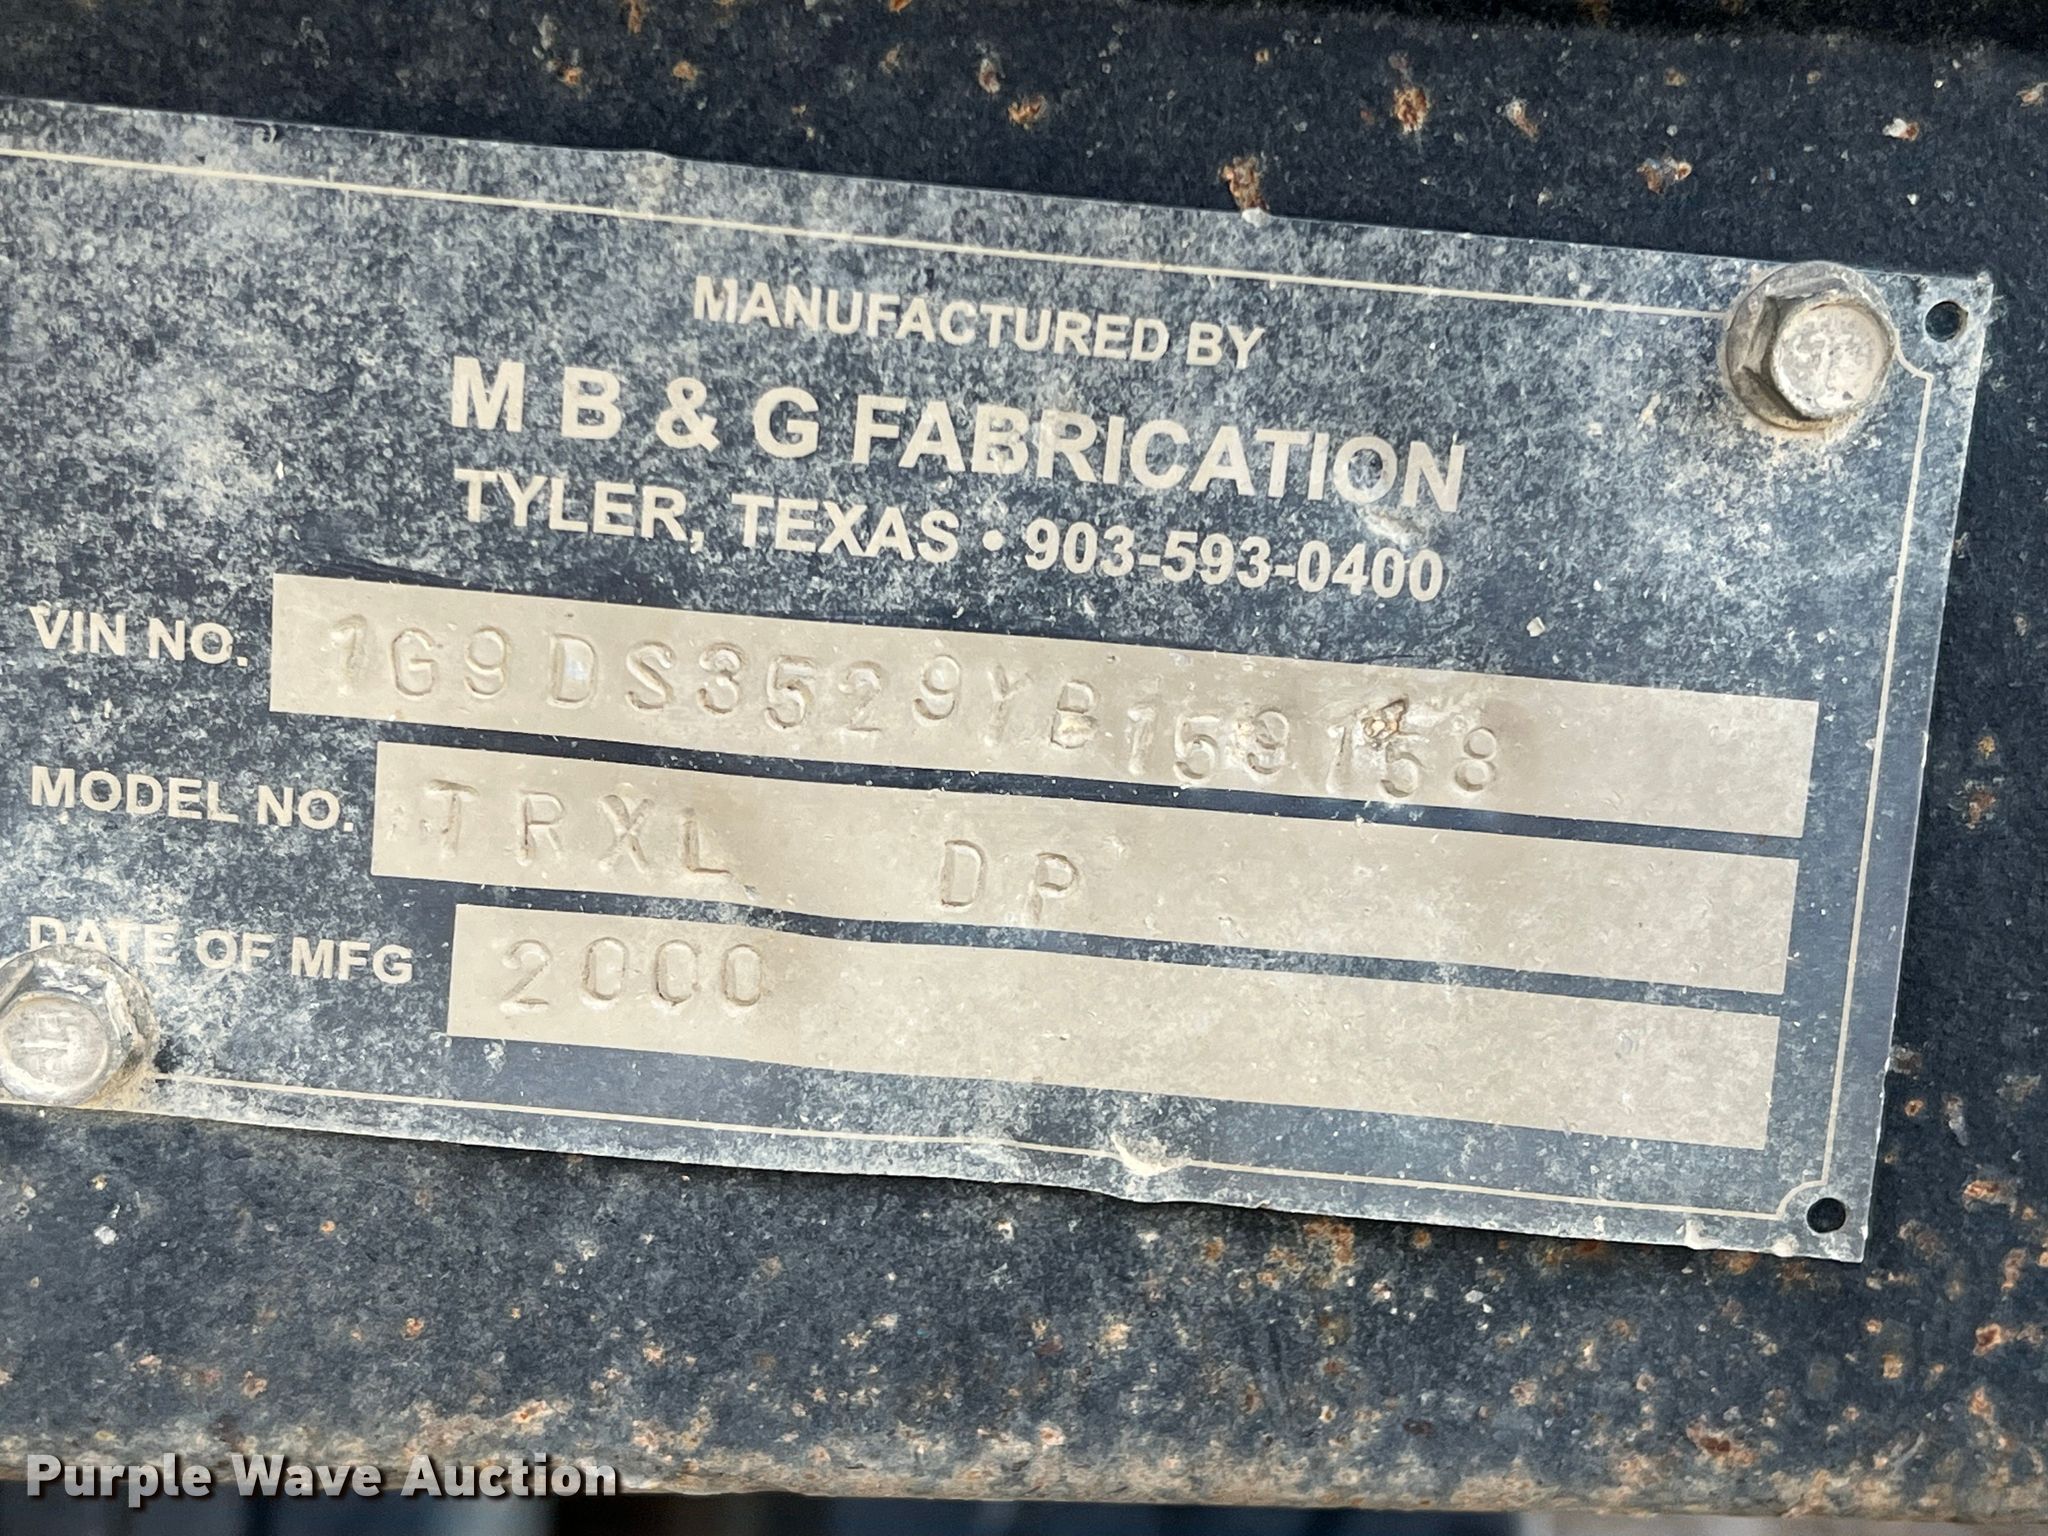 MANUFACTURED BY
M B & G FABRICATION
TYLER, TEXAS • 903-593-0400
VIN NO. 1G9DS3529YB159158
MODEL NO. TRXL DP
DATE OF MFG 2000
Purple Wave Auction